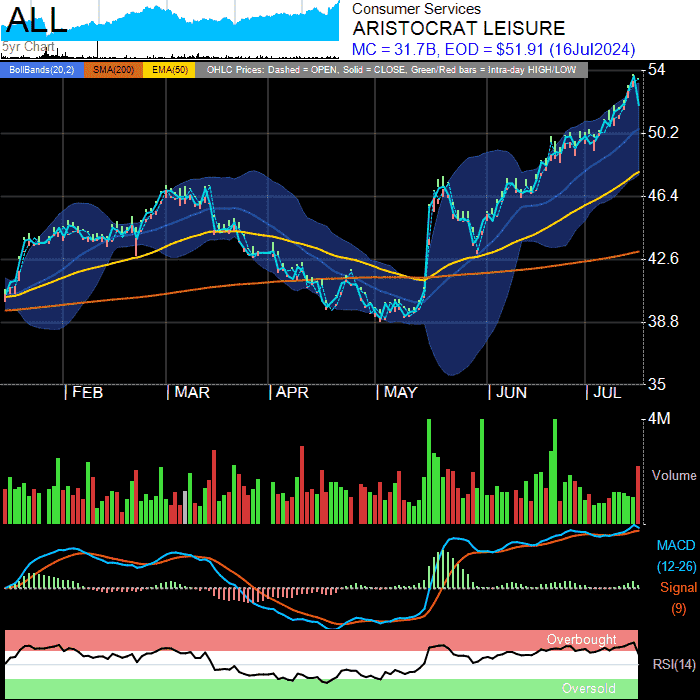 ALL
5yr Chart
Consumer Services
ARISTOCRAT LEISURE
MC = 31.7B, EOD = $51.91 (16Jul2024)
BollBands(20,2) SMA(200) EMA(50) OHLC Prices: Dashed = OPEN, Solid = CLOSE, Green/Red bars = Intra-day HIGH/LOW
54
50.2
46.4
42.6
38.8
35
| FEB | MAR | APR | MAY | JUN | JUL
4M
Volume
MACD
(12-26)
Signal
(9)
Overbought
RSI(14)
Oversold